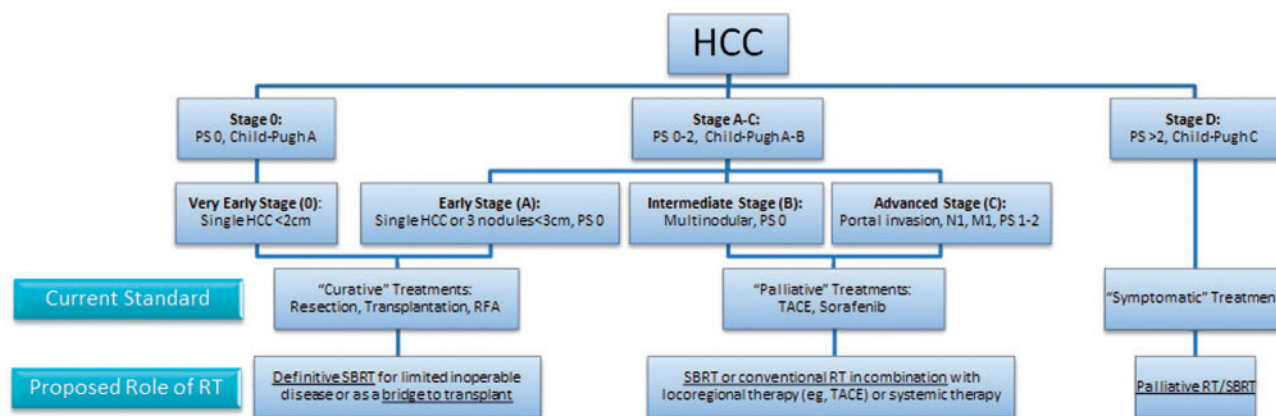 HCC
Stage 0:
PS 0, Child-Pugh A
Stage A-C:
PS 0-2, Child-Pugh A-B
Stage D:
PS >2, Child-Pugh C
Very Early Stage (0):
Single HCC <2cm
Early Stage (A):
Single HCC or 3 nodules<3cm, PS 0
Intermediate Stage (B):
Multinodular, PS 0
Advanced Stage (C):
Portal invasion, N1, M1, PS 1-2
Current Standard
“Curative” Treatments:
Resection, Transplantation, RFA
“Palliative” Treatments:
TACE, Sorafenib
“Symptomatic” Treatmen
Proposed Role of RT
Definitive SBRT for limited inoperable
disease or as a bridge to transplant
SBRT or conventional RT in combination with
locoregional therapy (eg, TACE) or systemic therapy
Palliative RT/SBRT